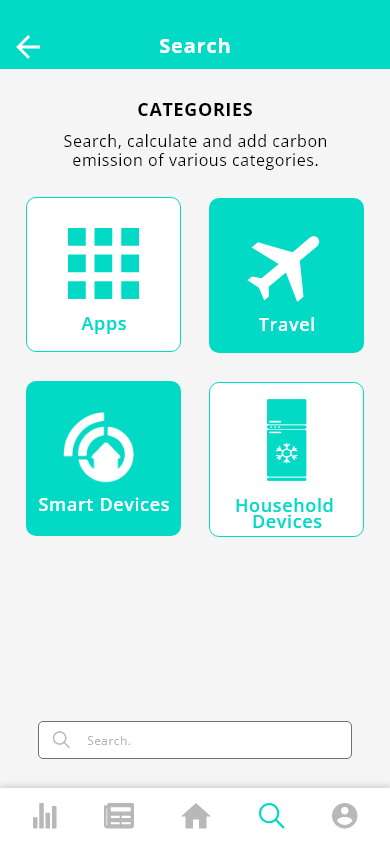 Search
CATEGORIES
Search, calculate and add carbon
emission of various categories.
Apps
Travel
Smart Devices
Household
Devices
Search.